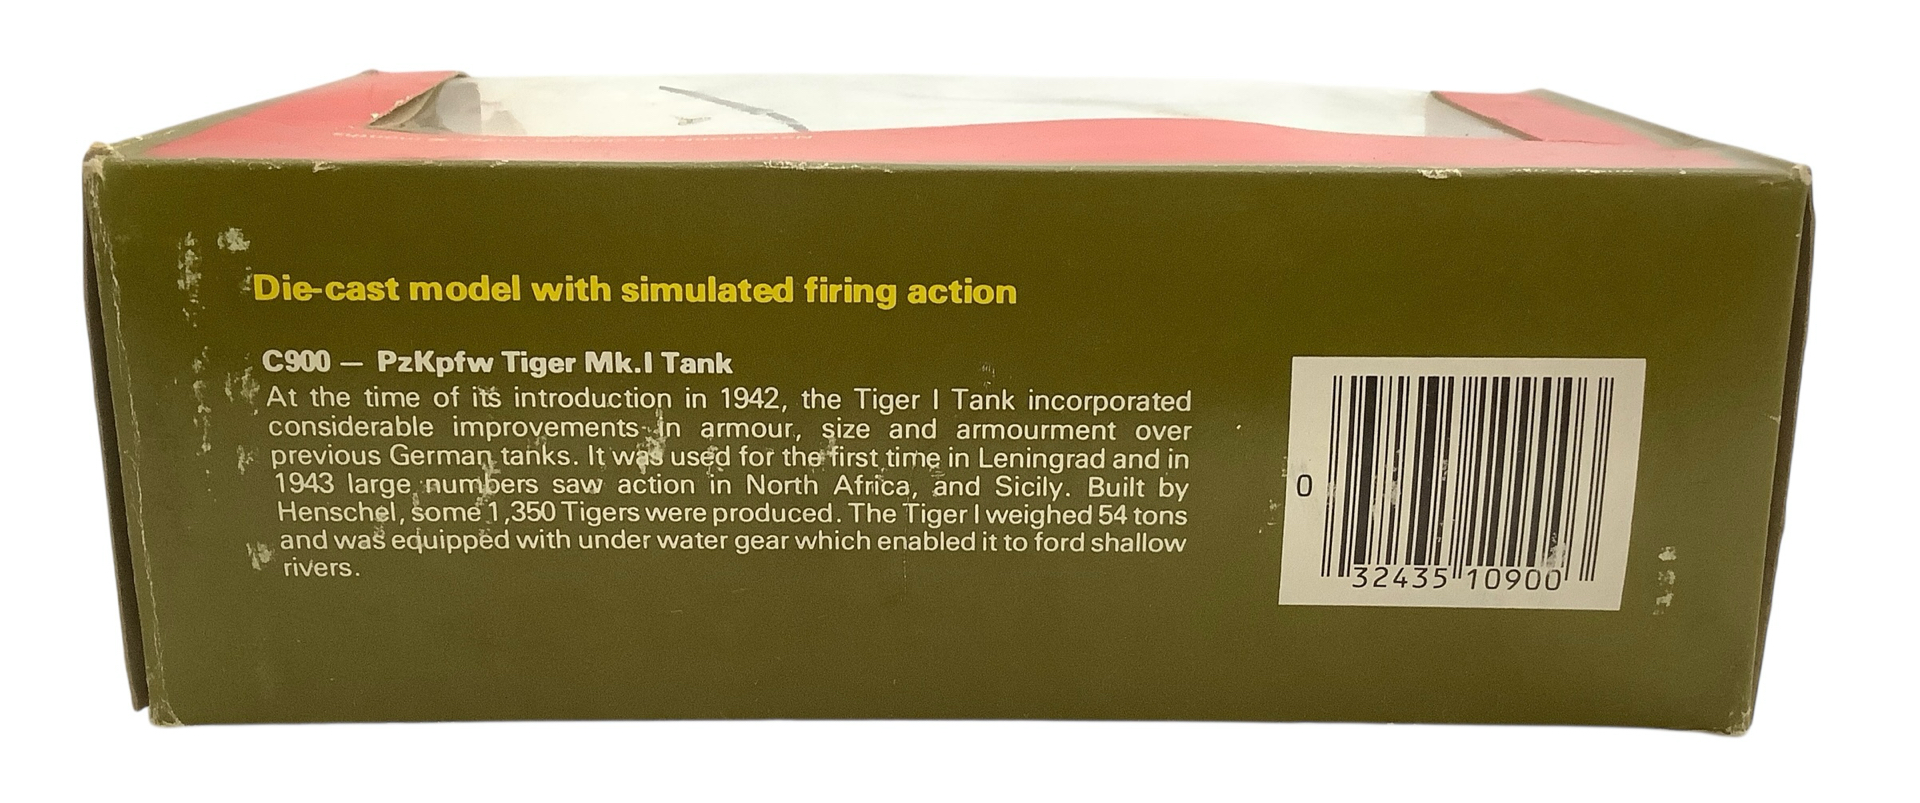 Die-cast model with simulated firing action
C900 — PzKpfw Tiger Mk.I Tank
At the time of its introduction in 1942, the Tiger I Tank incorporated
considerable improvements in armour, size and armourment over
previous German tanks. It was used for the first time in Leningrad and in
1943 large numbers saw action in North Africa, and Sicily. Built by
Henschel, some 1,350 Tigers were produced. The Tiger I weighed 54 tons
and was equipped with under water gear which enabled it to ford shallow
rivers.
0 32435 10900